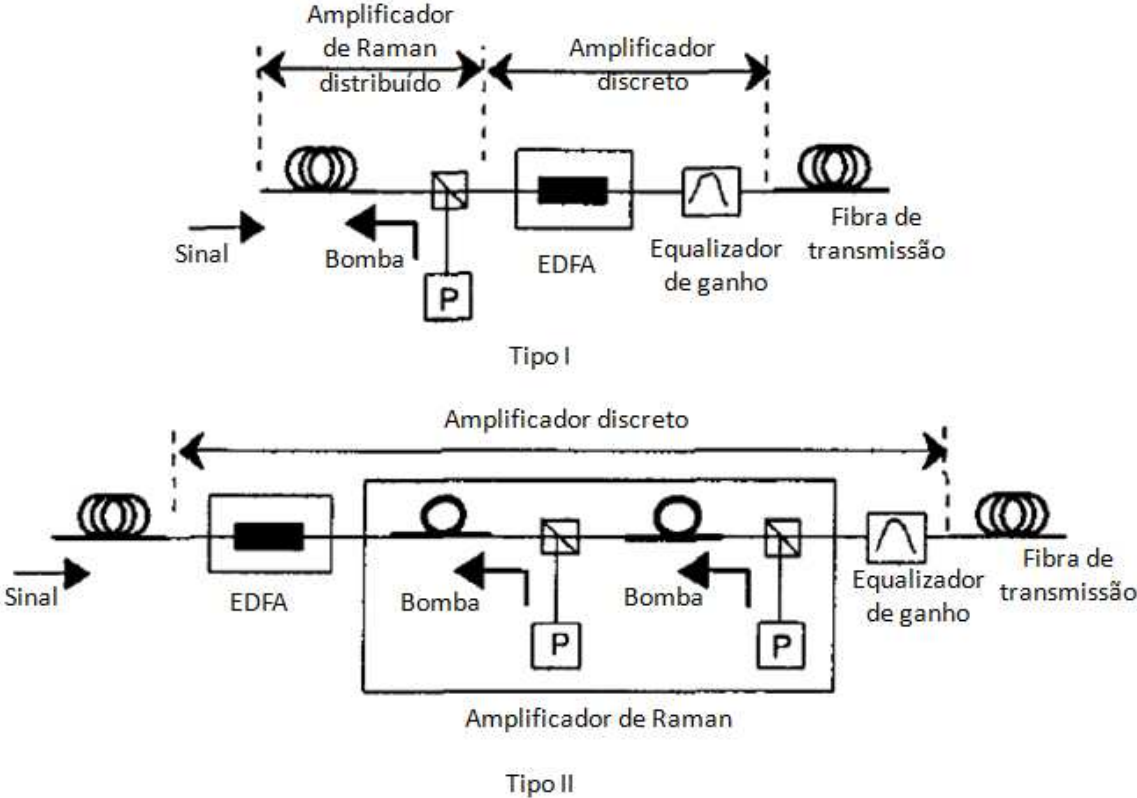 Amplificador
de Raman
distribuído
Amplificador
discreto
Sinal
Bomba
P
EDFA
Equalizador
de ganho
Fibra de
transmissão
Tipo I
Amplificador discreto
Sinal
EDFA
Bomba
P
Bomba
P
Equalizador
de ganho
Fibra de
transmissão
Amplificador de Raman
Tipo II